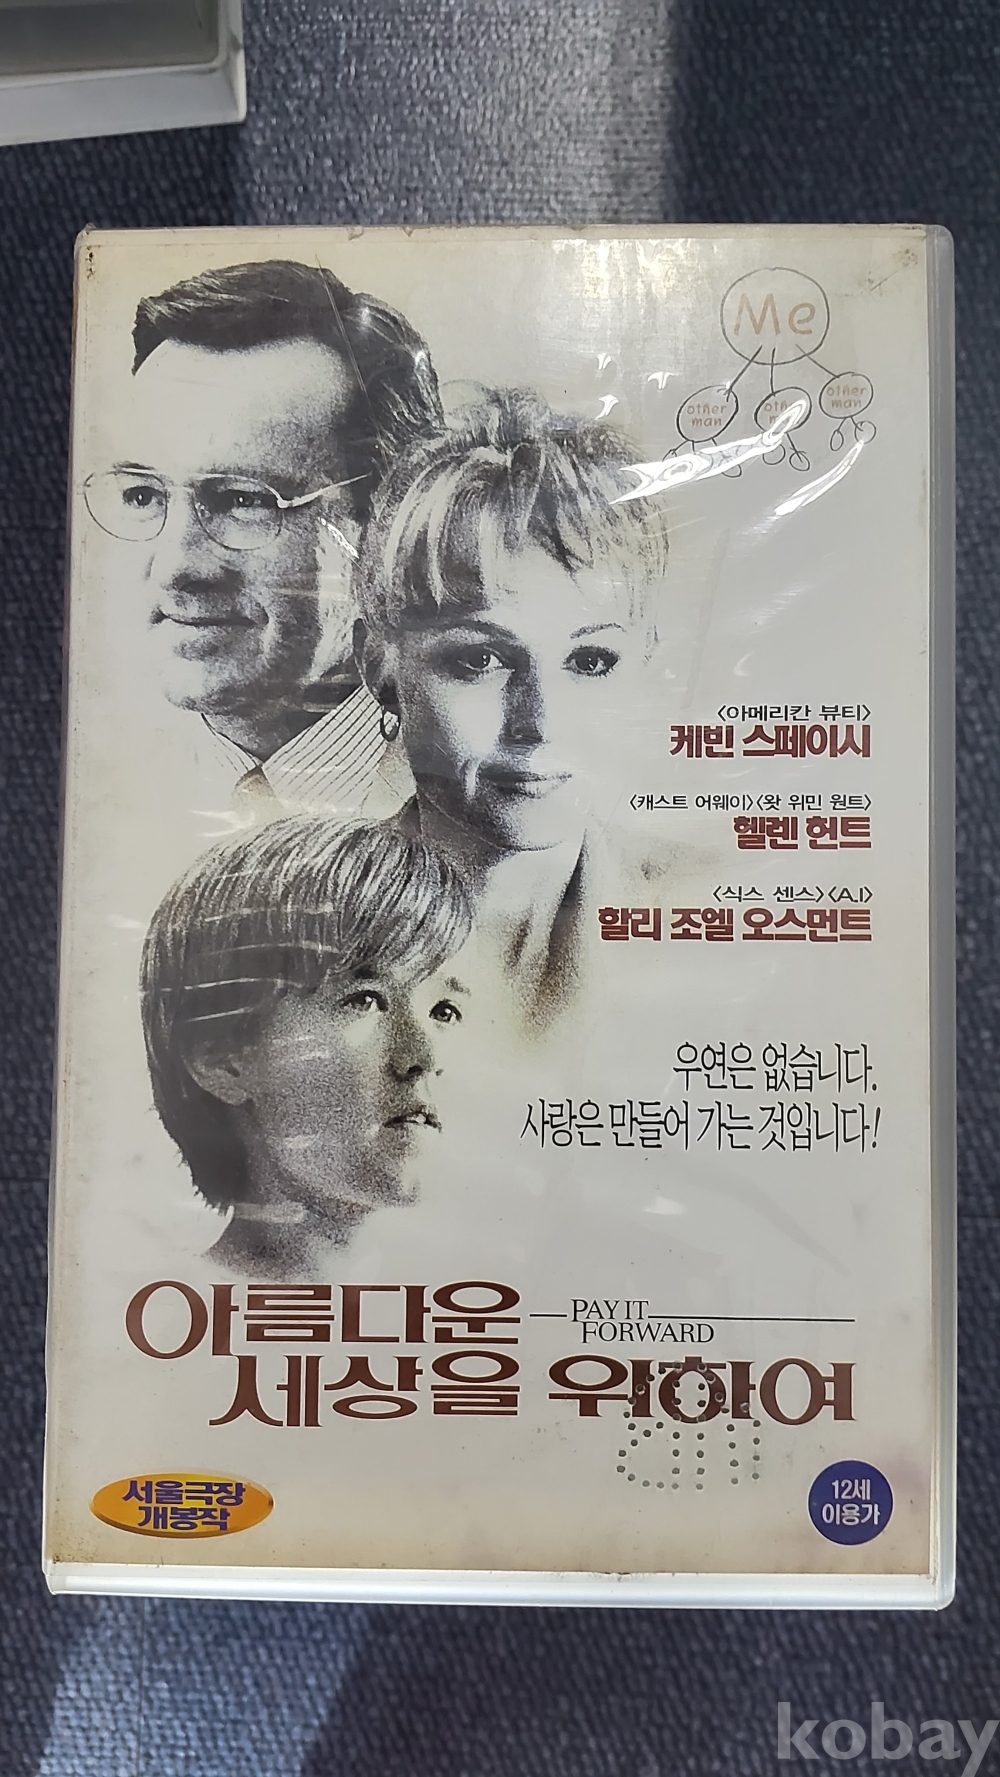 Me
other
man
other
man
<아메리칸 뷰티>
케빈 스페이시
<캐스트 어웨이><왓 위민 원트>
헬렌 헌트
<식스 센스><A.I>
할리 조엘 오스먼트
우연은 없습니다.
사랑은 만들어 가는 것입니다!
아름다운
PAY IT
FORWARD
세상을 위하여
서울극장
개봉작
12세
이용가
kobay